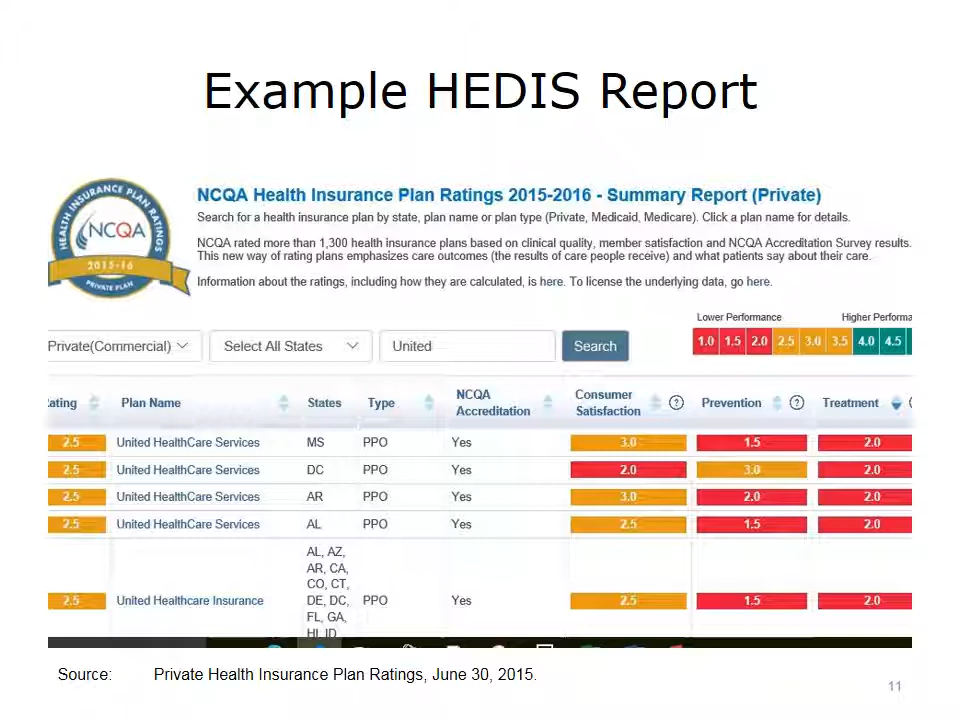 Example HEDIS Report
HEALTH INSURANCE PLAN RATINGS
NCQA
2015-16
PRIVATE PLAN
NCQA Health Insurance Plan Ratings 2015-2016 - Summary Report (Private)
Search for a health insurance plan by state, plan name or plan type (Private, Medicaid, Medicare). Click a plan name for details.
NCQA rated more than 1,300 health insurance plans based on clinical quality, member satisfaction and NCQA Accreditation Survey results.
This new way of rating plans emphasizes care outcomes (the results of care people receive) and what patients say about their care.
Information about the ratings, including how they are calculated, is here. To license the underlying data, go here.
Lower Performance Higher Performa
Private(Commercial) Select All States United Search 1.0 1.5 2.0 2.5 3.0 3.5 4.0 4.5
ating Plan Name States Type NCQA Accreditation Consumer Satisfaction ? Prevention ? Treatment
2.5 United HealthCare Services MS PPO Yes 3.0 1.5 2.0
2.5 United HealthCare Services DC PPO Yes 2.0 3.0 2.0
2.5 United HealthCare Services AR PPO Yes 3.0 2.0 2.0
2.5 United HealthCare Services AL PPO Yes 2.5 1.5 2.0
AL, AZ,
AR, CA,
CO, CT,
2.5 United Healthcare Insurance DE, DC, PPO Yes 2.5 1.5 2.0
FL, GA,
HI, ID
Source: Private Health Insurance Plan Ratings, June 30, 2015.
11